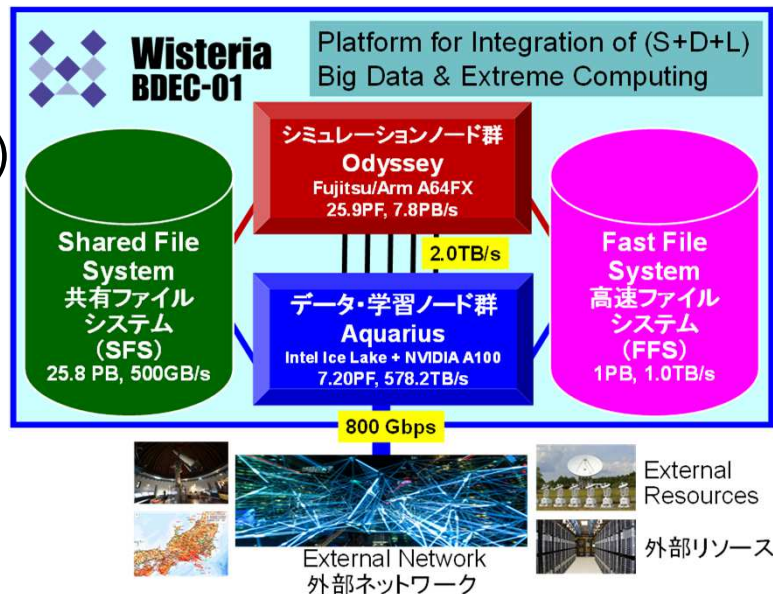 Wisteria
BDEC-01
Platform for Integration of (S+D+L)
Big Data & Extreme Computing
)
シミュレーションノード群
Odyssey
Fujitsu/Arm A64FX
25.9PF, 7.8PB/s
Shared File
System
共有ファイル
システム
(SFS)
25.8 PB, 500GB/s
2.0TB/s
データ・学習ノード群
Aquarius
Intel Ice Lake + NVIDIA A100
7.20PF, 578.2TB/s
Fast File
System
高速ファイル
システム
(FFS)
1PB, 1.0TB/s
800 Gbps
External Network
外部ネットワーク
External
Resources
外部リソース